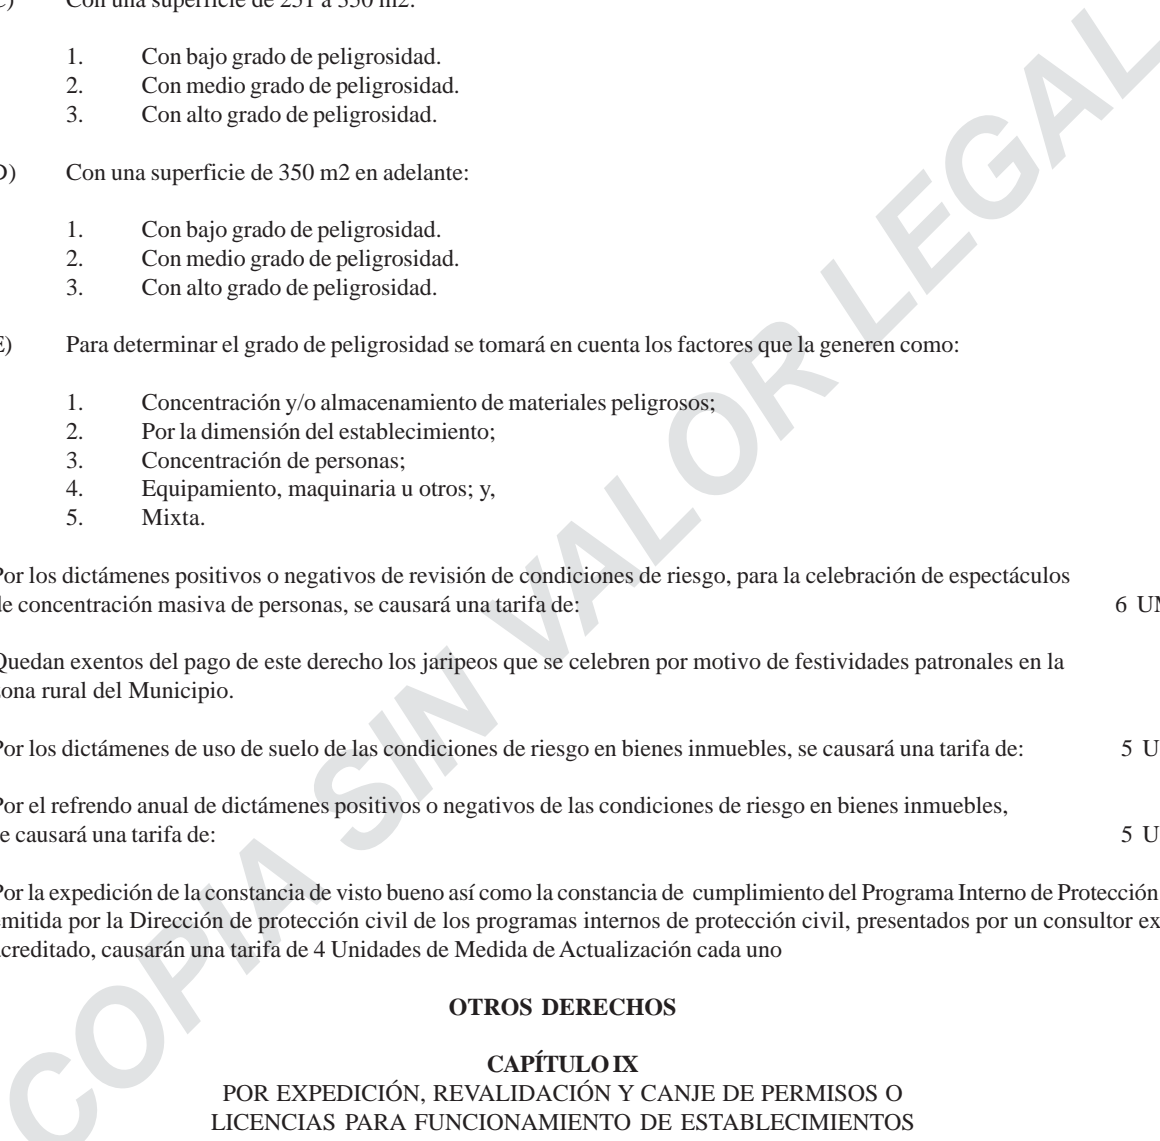 C) Con una superficie de 251 a 350 m2:
1. Con bajo grado de peligrosidad.
2. Con medio grado de peligrosidad.
3. Con alto grado de peligrosidad.
D) Con una superficie de 350 m2 en adelante:
1. Con bajo grado de peligrosidad.
2. Con medio grado de peligrosidad.
3. Con alto grado de peligrosidad.
E) Para determinar el grado de peligrosidad se tomará en cuenta los factores que la generen como:
1. Concentración y/o almacenamiento de materiales peligrosos;
2. Por la dimensión del establecimiento;
3. Concentración de personas;
4. Equipamiento, maquinaria u otros; y,
5. Mixta.
Por los dictámenes positivos o negativos de revisión de condiciones de riesgo, para la celebración de espectáculos
de concentración masiva de personas, se causará una tarifa de: 6
Quedan exentos del pago de este derecho los jaripeos que se celebren por motivo de festividades patronales en la
zona rural del Municipio.
Por los dictámenes de uso de suelo de las condiciones de riesgo en bienes inmuebles, se causará una tarifa de: 5
Por el refrendo anual de dictámenes positivos o negativos de las condiciones de riesgo en bienes inmuebles,
se causará una tarifa de: 5
Por la expedición de la constancia de visto bueno así como la constancia de cumplimiento del Programa Interno de Protección
emitida por la Dirección de protección civil de los programas internos de protección civil, presentados por un consultor ex
acreditado, causarán una tarifa de 4 Unidades de Medida de Actualización cada uno
OTROS DERECHOS
CAPÍTULO IX
POR EXPEDICIÓN, REVALIDACIÓN Y CANJE DE PERMISOS O
LICENCIAS PARA FUNCIONAMIENTO DE ESTABLECIMIENTOS
COPIA SIN VALOR LEGAL